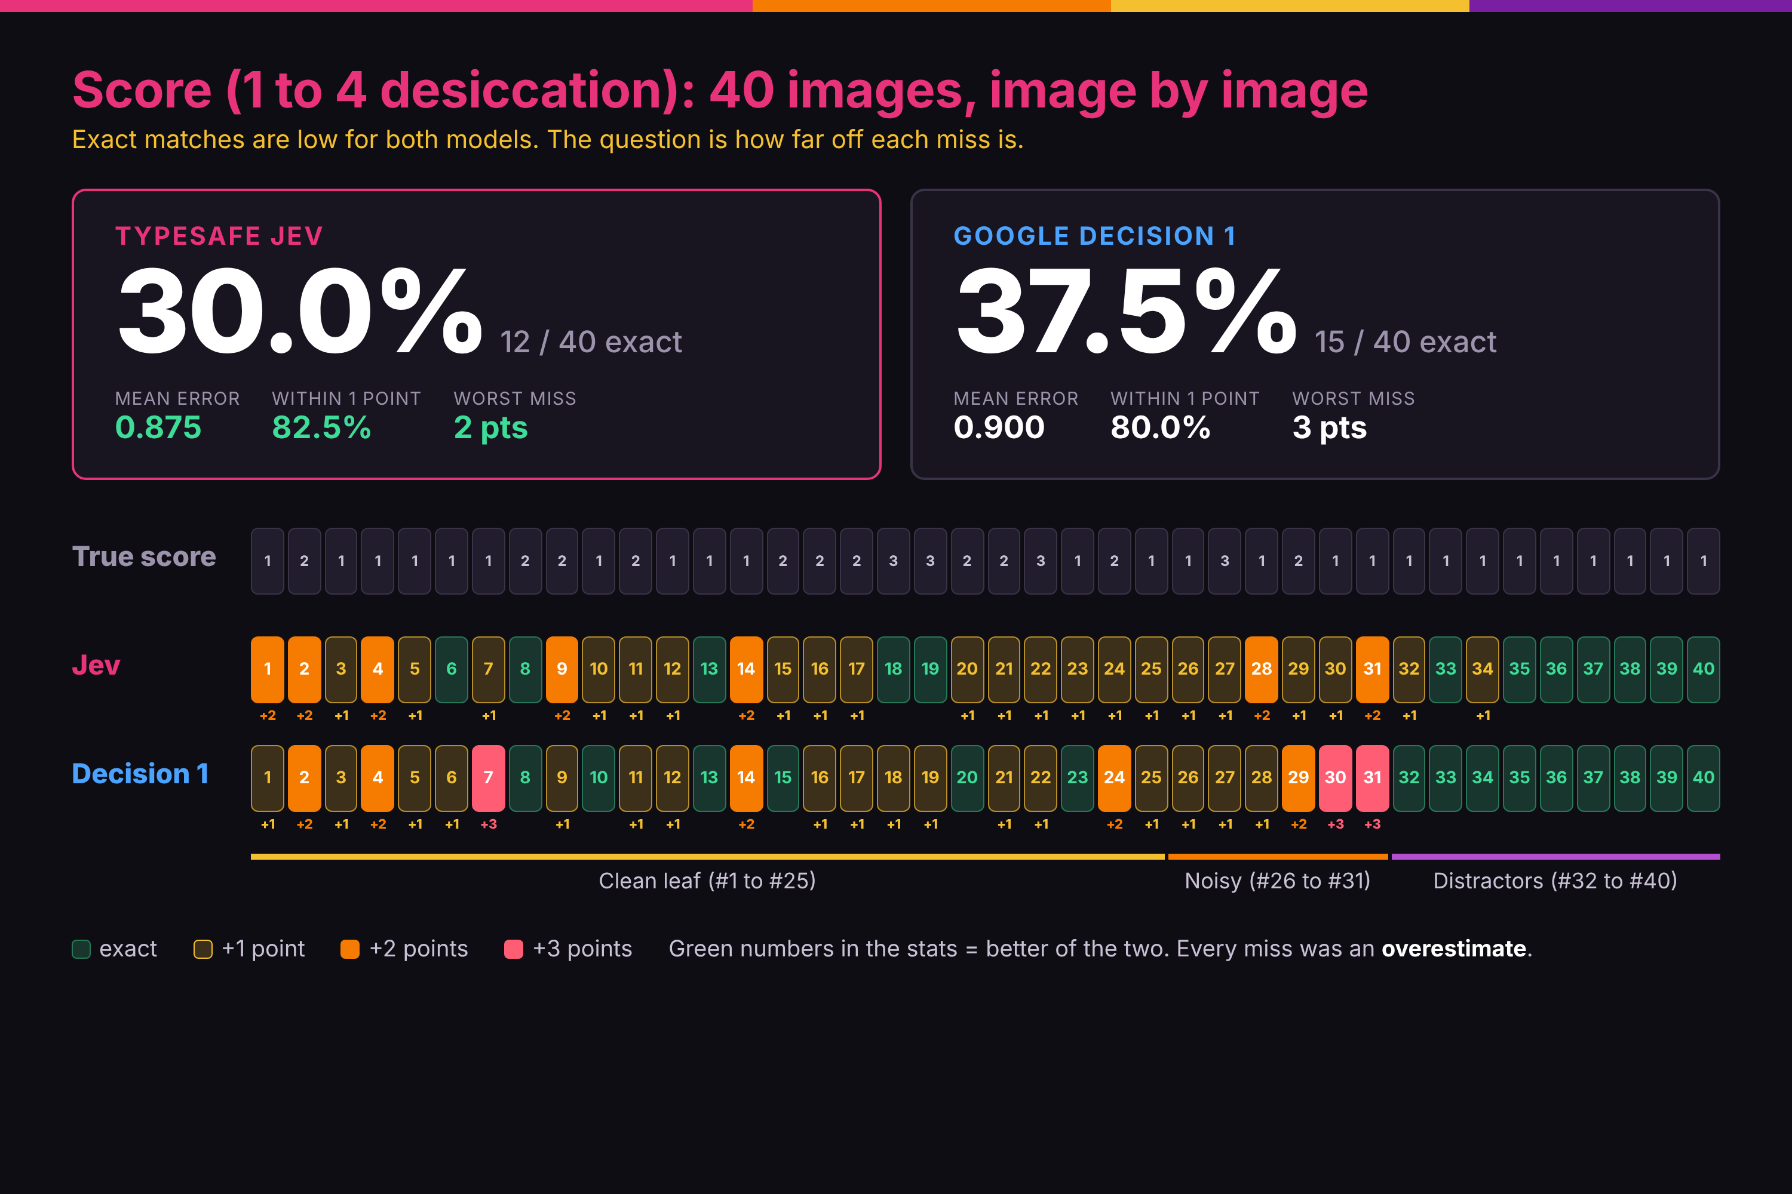 Score (1 to 4 desiccation): 40 images, image by image
Exact matches are low for both models. The question is how far off each miss is.
TYPESAFE JEV
30.0% 12 / 40 exact
MEAN ERROR WITHIN 1 POINT WORST MISS
0.875 82.5% 2 pts
GOOGLE DECISION 1
37.5% 15 / 40 exact
MEAN ERROR WITHIN 1 POINT WORST MISS
0.900 80.0% 3 pts
True score 1 2 1 1 1 1 1 2 2 1 2 1 1 1 2 2 2 3 3 2 2 3 1 2 1 1 3 1 2 1 1 1 1 1 1 1 1 1 1 1
Jev 1 2 3 4 5 6 7 8 9 10 11 12 13 14 15 16 17 18 19 20 21 22 23 24 25 26 27 28 29 30 31 32 33 34 35 36 37 38 39 40
+2 +2 +1 +2 +1 +1 +2 +1 +1 +1 +2 +1 +1 +1 +1 +1 +1 +1 +1 +1 +1 +1 +2 +1 +1 +2 +1 +1
Decision 1 1 2 3 4 5 6 7 8 9 10 11 12 13 14 15 16 17 18 19 20 21 22 23 24 25 26 27 28 29 30 31 32 33 34 35 36 37 38 39 40
+1 +2 +1 +2 +1 +1 +3 +1 +1 +1 +2 +1 +1 +1 +1 +1 +1 +2 +1 +1 +1 +1 +2 +3 +3
Clean leaf (#1 to #25) Noisy (#26 to #31) Distractors (#32 to #40)
exact +1 point +2 points +3 points Green numbers in the stats = better of the two. Every miss was an overestimate.